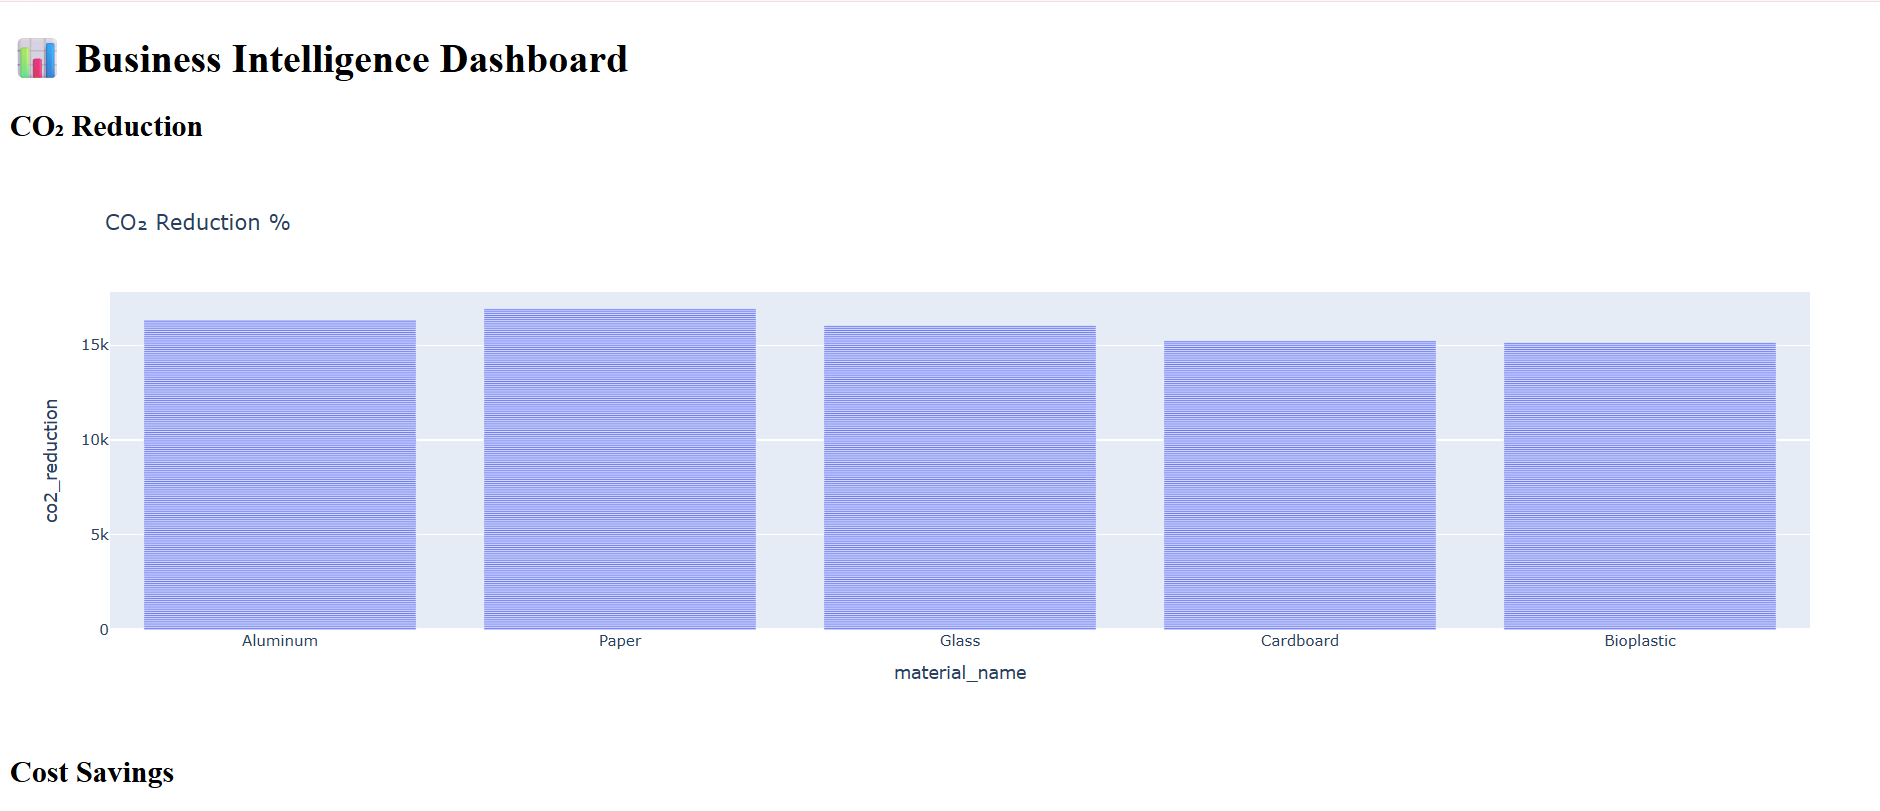 📊 Business Intelligence Dashboard
CO₂ Reduction
CO₂ Reduction %
15k
10k
5k
0
co2_reduction
Aluminum Paper Glass Cardboard Bioplastic
material_name
Cost Savings